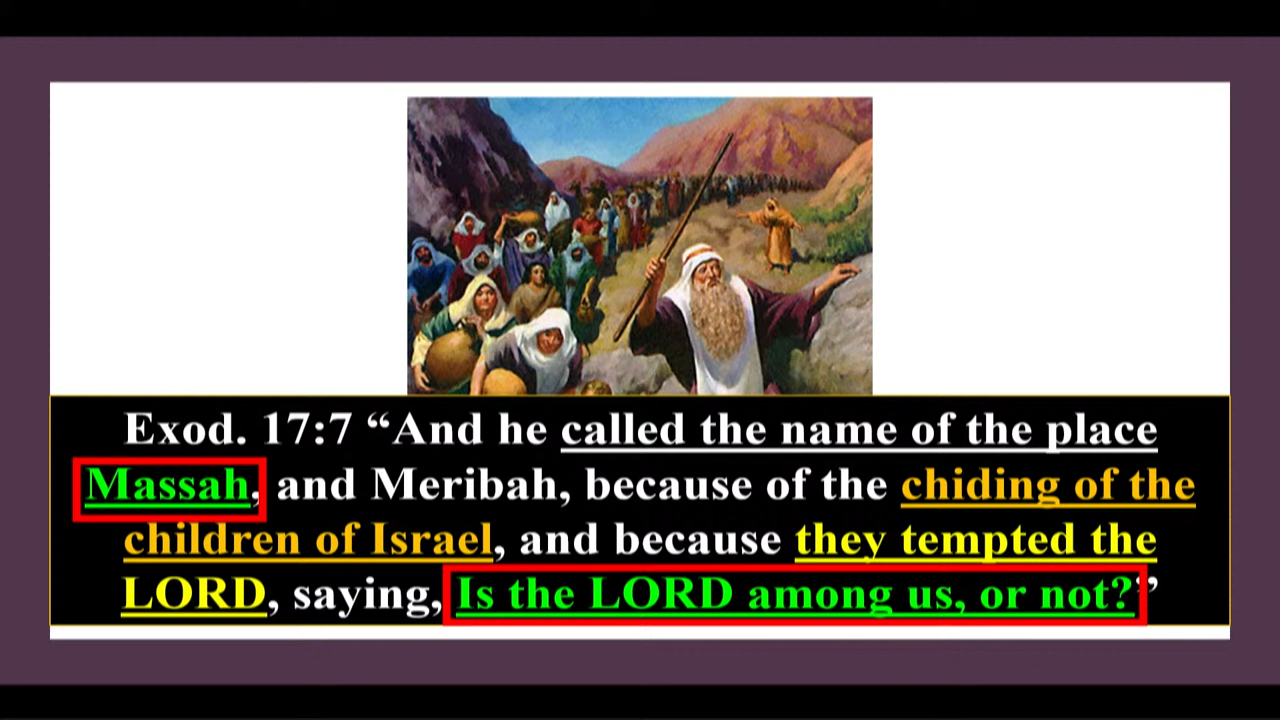 Exod. 17:7 “And he called the name of the place
Massah, and Meribah, because of the chiding of the
children of Israel, and because they tempted the
LORD, saying, Is the LORD among us, or not?”